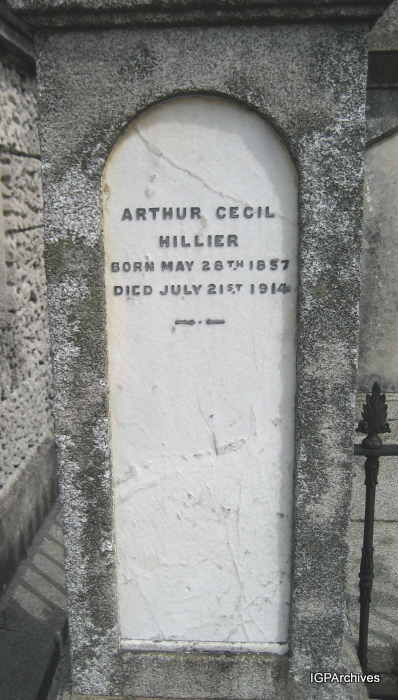 ARTHUR CECIL
HILLIER
BORN MAY 28TH 1857
DIED JULY 21ST 1914
IGPArchives